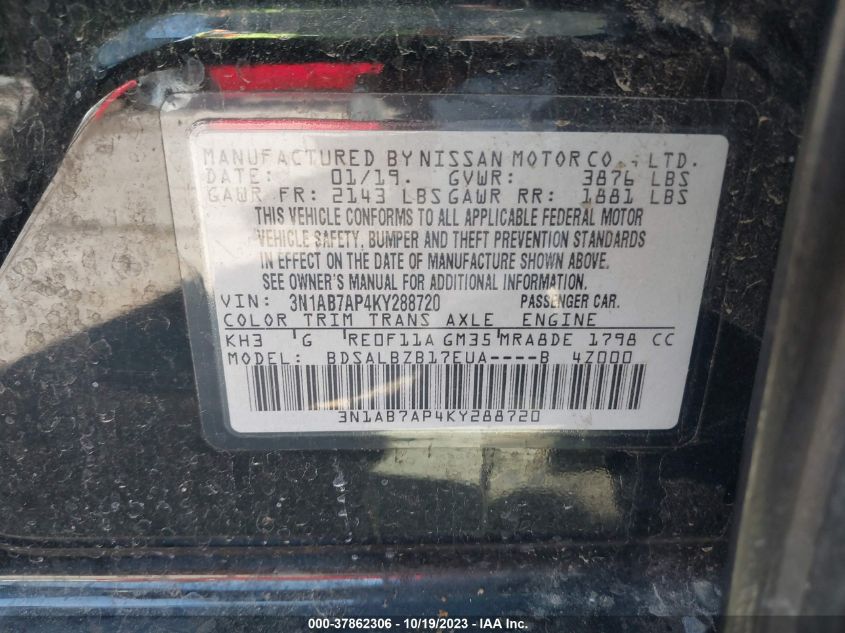 MANUFACTURED BY NISSAN MOTOR CO., LTD.
DATE: 01/19. GVWR: 3876 LBS
GAWR FR: 2143 LBS GAWR RR: 1881 LBS
THIS VEHICLE CONFORMS TO ALL APPLICABLE FEDERAL MOTOR
VEHICLE SAFETY, BUMPER AND THEFT PREVENTION STANDARDS
IN EFFECT ON THE DATE OF MANUFACTURE SHOWN ABOVE.
SEE OWNER'S MANUAL FOR ADDITIONAL INFORMATION.
VIN: 3N1AB7AP4KY288720 PASSENGER CAR.
COLOR TRIM TRANS AXLE ENGINE
KH3 G RE0F11A GM35 MRA8DE 1798 CC
MODEL: BDSALBZB17EUA----B 4Z000
3N1AB7AP4KY288720
000-37862306 - 10/19/2023 - IAA, Inc.